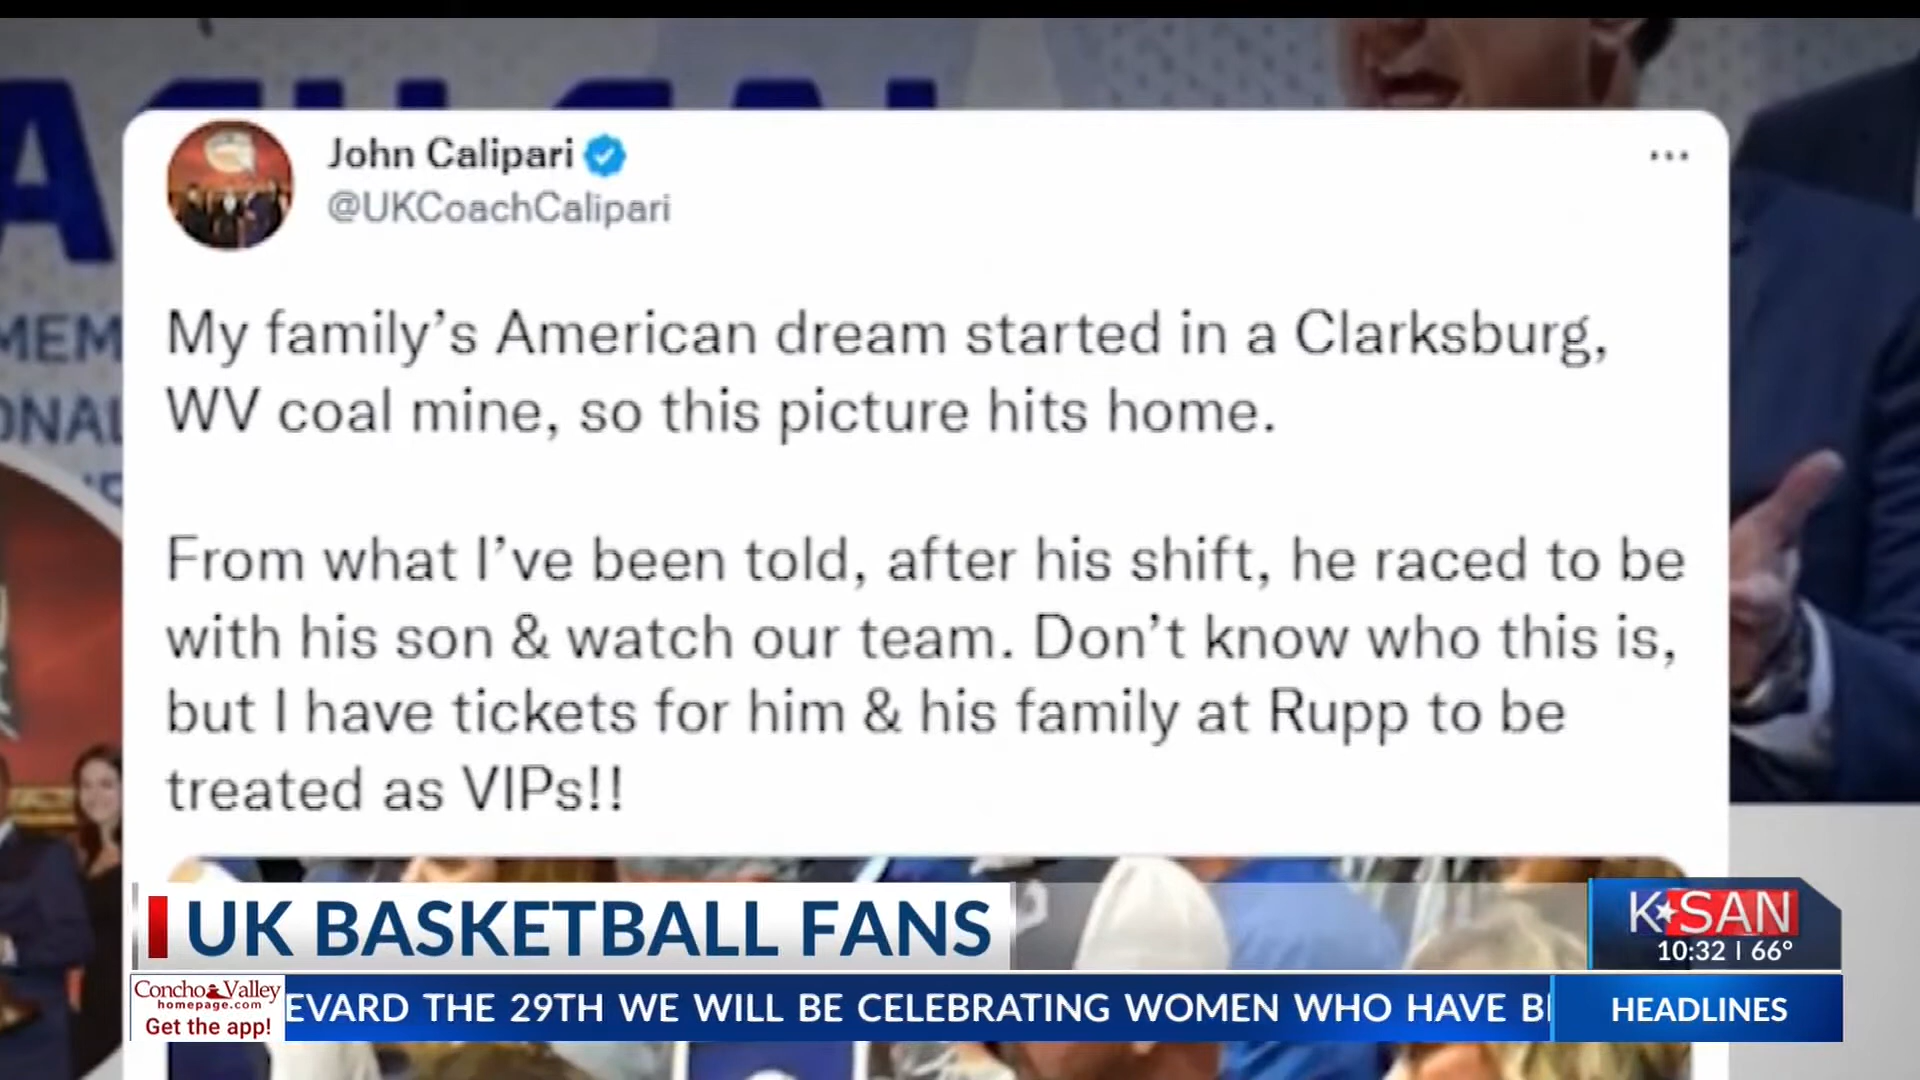 John Calipari
@UKCoachCalipari
My family’s American dream started in a Clarksburg,
WV coal mine, so this picture hits home.
From what I’ve been told, after his shift, he raced to be
with his son & watch our team. Don’t know who this is,
but I have tickets for him & his family at Rupp to be
treated as VIPs!!
UK BASKETBALL FANS
K★SAN
10:32 | 66°
Concho Valley
homepage.com
Get the app!
EVARD THE 29TH WE WILL BE CELEBRATING WOMEN WHO HAVE
HEADLINES